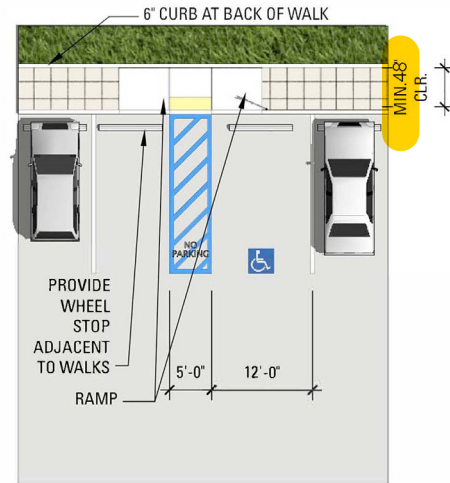 6" CURB AT BACK OF WALK
MIN.48"
CLR.
NO
PARKING
PROVIDE
WHEEL
STOP
ADJACENT
TO WALKS
5'-0"
12'-0"
RAMP